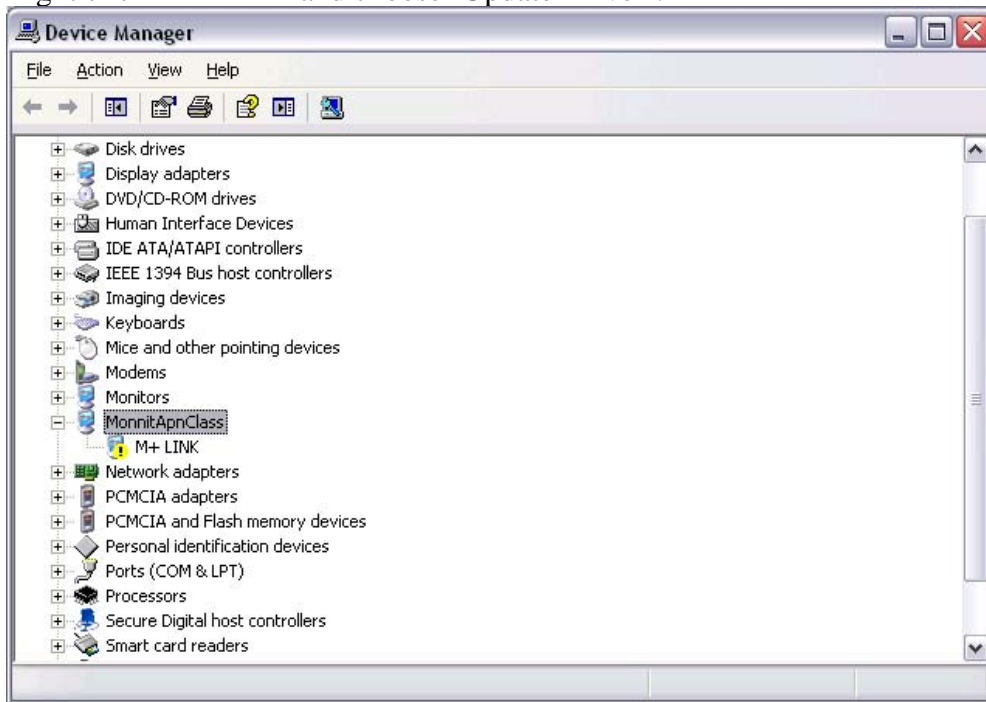 and choose
Device Manager
File Action View Help
Disk drives
Display adapters
DVD/CD-ROM drives
Human Interface Devices
IDE ATA/ATAPI controllers
IEEE 1394 Bus host controllers
Imaging devices
Keyboards
Mice and other pointing devices
Modems
Monitors
MonnitApnClass
M+ LINK
Network adapters
PCMCIA adapters
PCMCIA and Flash memory devices
Personal identification devices
Ports (COM & LPT)
Processors
Secure Digital host controllers
Smart card readers